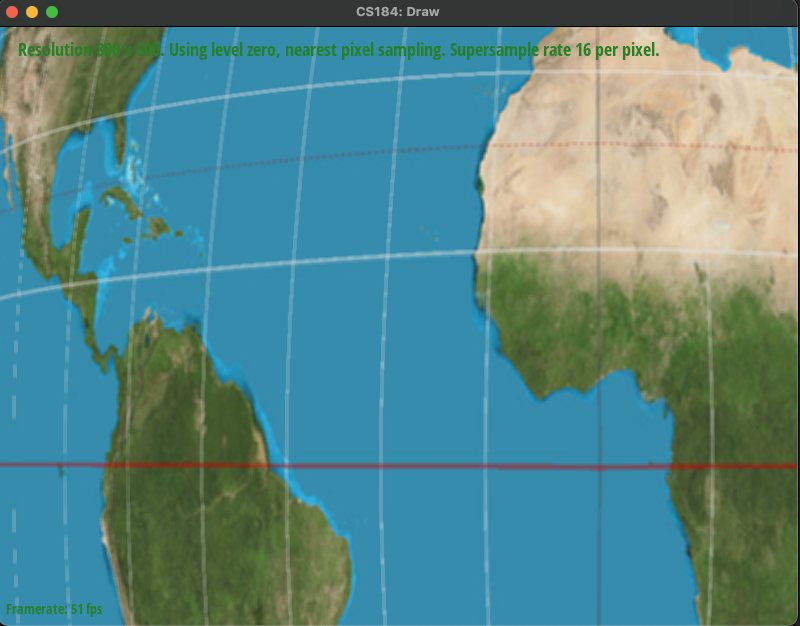 CS184: Draw
Resolution 800 x 600. Using level zero, nearest pixel sampling. Supersample rate 16 per pixel.
Framerate: 51 fps